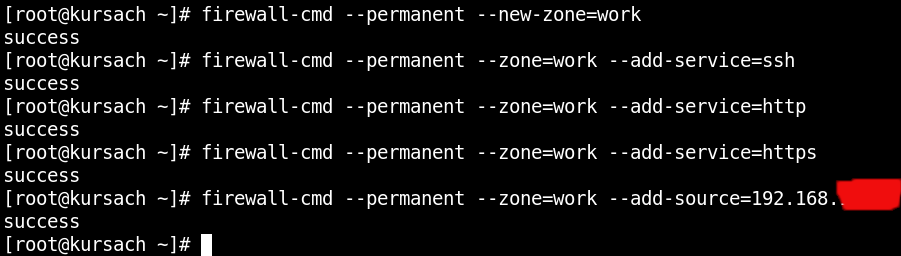 [root@kursach ~]# firewall-cmd --permanent --new-zone=work
success
[root@kursach ~]# firewall-cmd --permanent --zone=work --add-service=ssh
success
[root@kursach ~]# firewall-cmd --permanent --zone=work --add-service=http
success
[root@kursach ~]# firewall-cmd --permanent --zone=work --add-service=https
success
[root@kursach ~]# firewall-cmd --permanent --zone=work --add-source=192.168.
success
[root@kursach ~]#